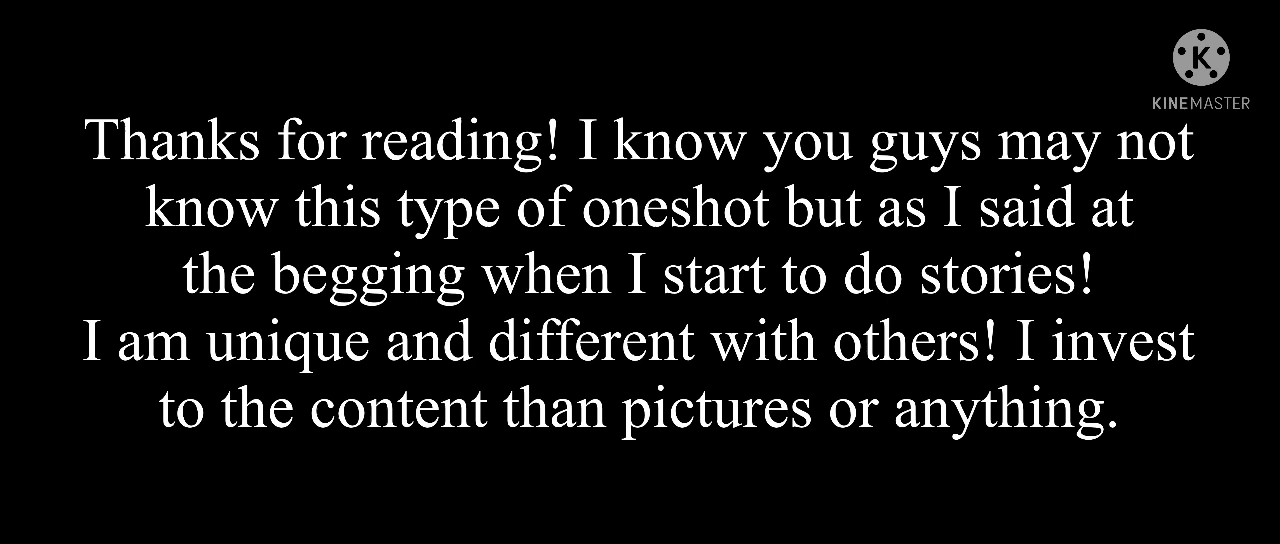 K
KINEMASTER
Thanks for reading! I know you guys may not
know this type of oneshot but as I said at
the begging when I start to do stories!
I am unique and different with others! I invest
to the content than pictures or anything.